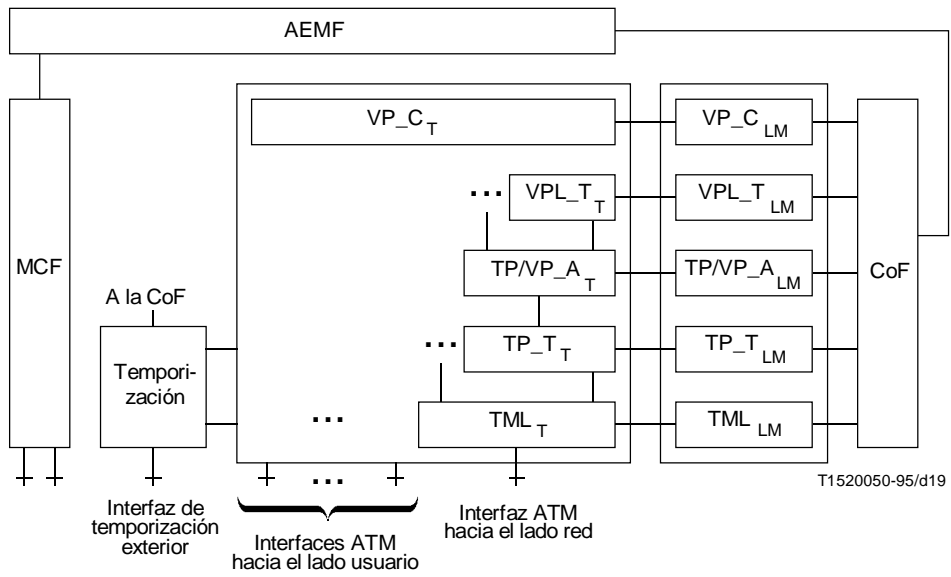 AEMF
VP_C T
VP_C LM
...
VPL_T T
VPL_T LM
MCF
TP/VP_A T
TP/VP_A LM
CoF
A la CoF
...
TP_T T
TP_T LM
Tempori-
zación
...
TML T
TML LM
...
T1520050-95/d19
Interfaz de
temporización
exterior
Interfaces ATM
hacia el lado usuario
Interfaz ATM
hacia el lado red